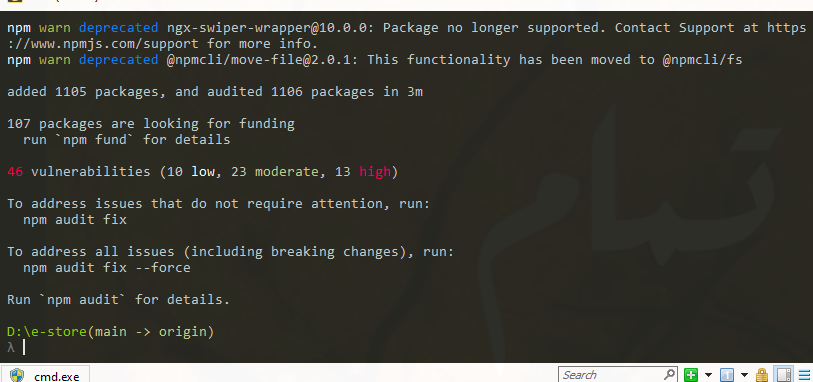 npm warn deprecated ngx-swiper-wrapper@10.0.0: Package no longer supported. Contact Support at https
://www.npmjs.com/support for more info.
npm warn deprecated @npmcli/move-file@2.0.1: This functionality has been moved to @npmcli/fs
added 1105 packages, and audited 1106 packages in 3m
107 packages are looking for funding
run `npm fund` for details
46 vulnerabilities (10 low, 23 moderate, 13 high)
To address issues that do not require attention, run:
npm audit fix
To address all issues (including breaking changes), run:
npm audit fix --force
Run `npm audit` for details.
D:\e-store(main -> origin)
λ
تمام
cmd.exe
Search